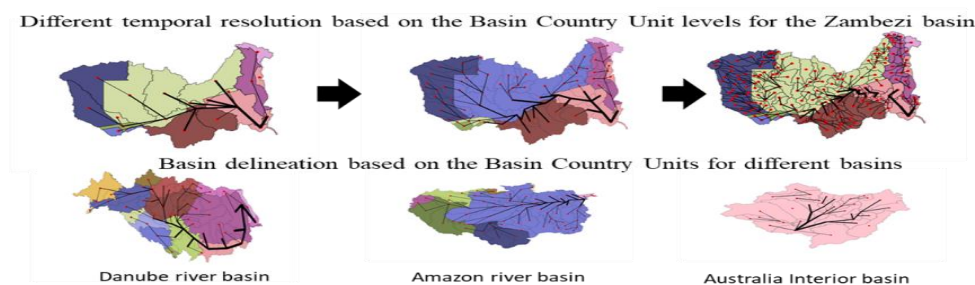 Different temporal resolution based on the Basin Country Unit levels for the Zambezi basin
Basin delineation based on the Basin Country Units for different basins
Danube river basin
Amazon river basin
Australia Interior basin